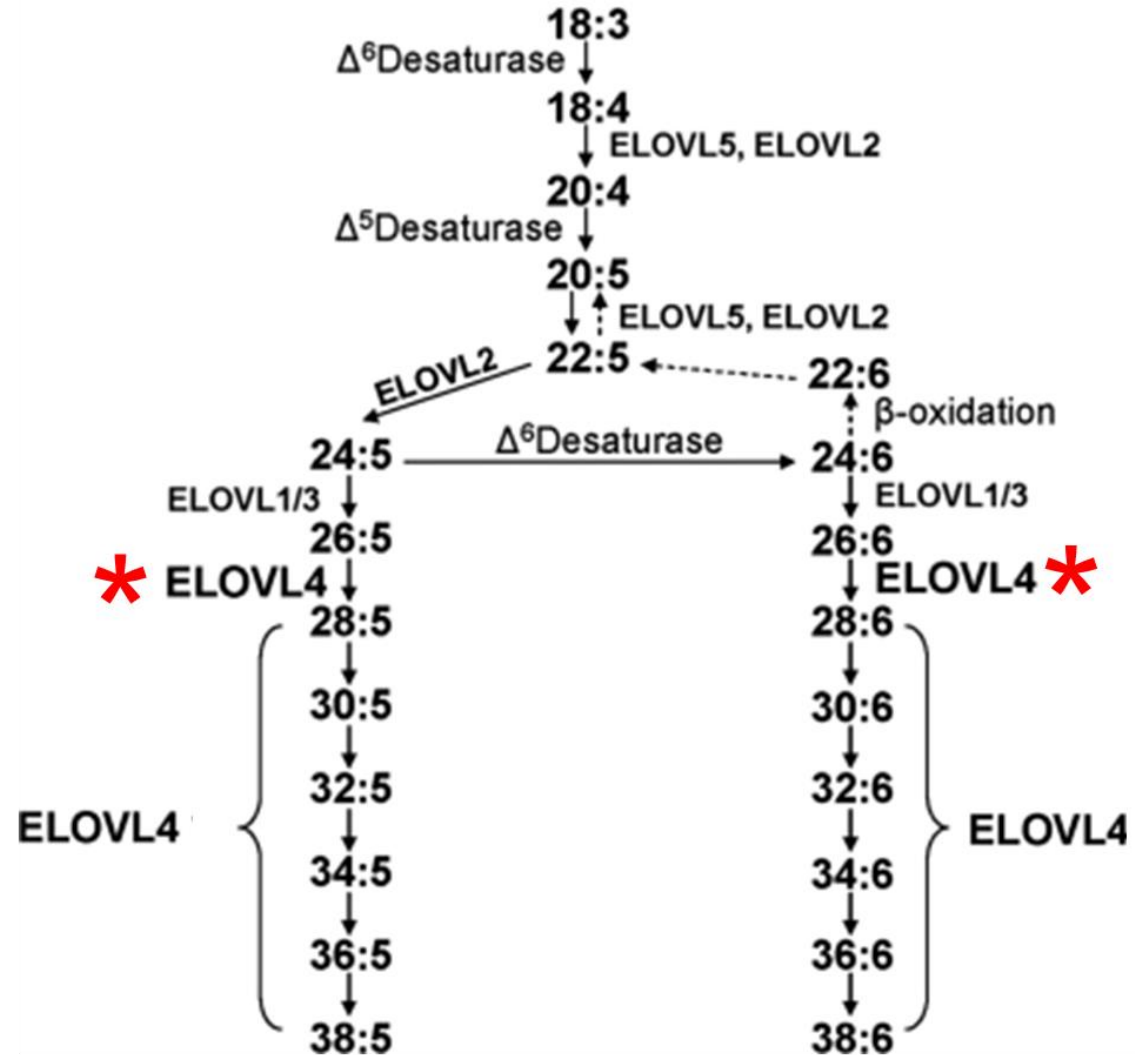 18:3
Δ⁶Desaturase
18:4
ELOVL5, ELOVL2
20:4
Δ⁵Desaturase
20:5
ELOVL5, ELOVL2
22:5
22:6
ELOVL2
β-oxidation
24:5
Δ⁶Desaturase
24:6
ELOVL1/3
ELOVL1/3
26:5
26:6
* ELOVL4
ELOVL4 *
28:5
28:6
30:5
30:6
32:5
32:6
ELOVL4
ELOVL4
34:5
34:6
36:5
36:6
38:5
38:6